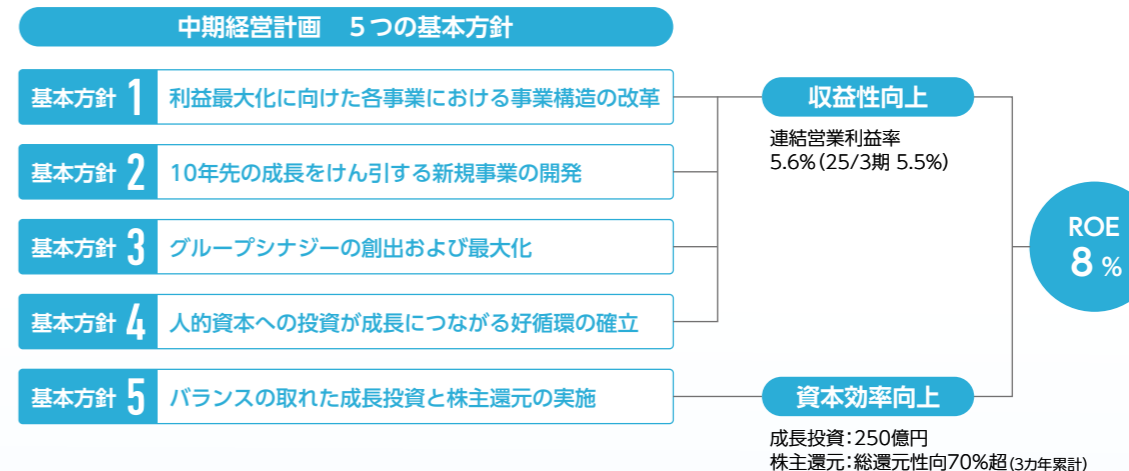 中期経営計画　５つの基本方針
基本方針 1 利益最大化に向けた各事業における事業構造の改革
基本方針 2 10年先の成長をけん引する新規事業の開発
基本方針 3 グループシナジーの創出および最大化
基本方針 4 人的資本への投資が成長につながる好循環の確立
基本方針 5 バランスの取れた成長投資と株主還元の実施
収益性向上
連結営業利益率
5.6%（25/3期 5.5%）
資本効率向上
成長投資：250億円
株主還元：総還元性向70%超（3カ年累計）
ROE
8 %